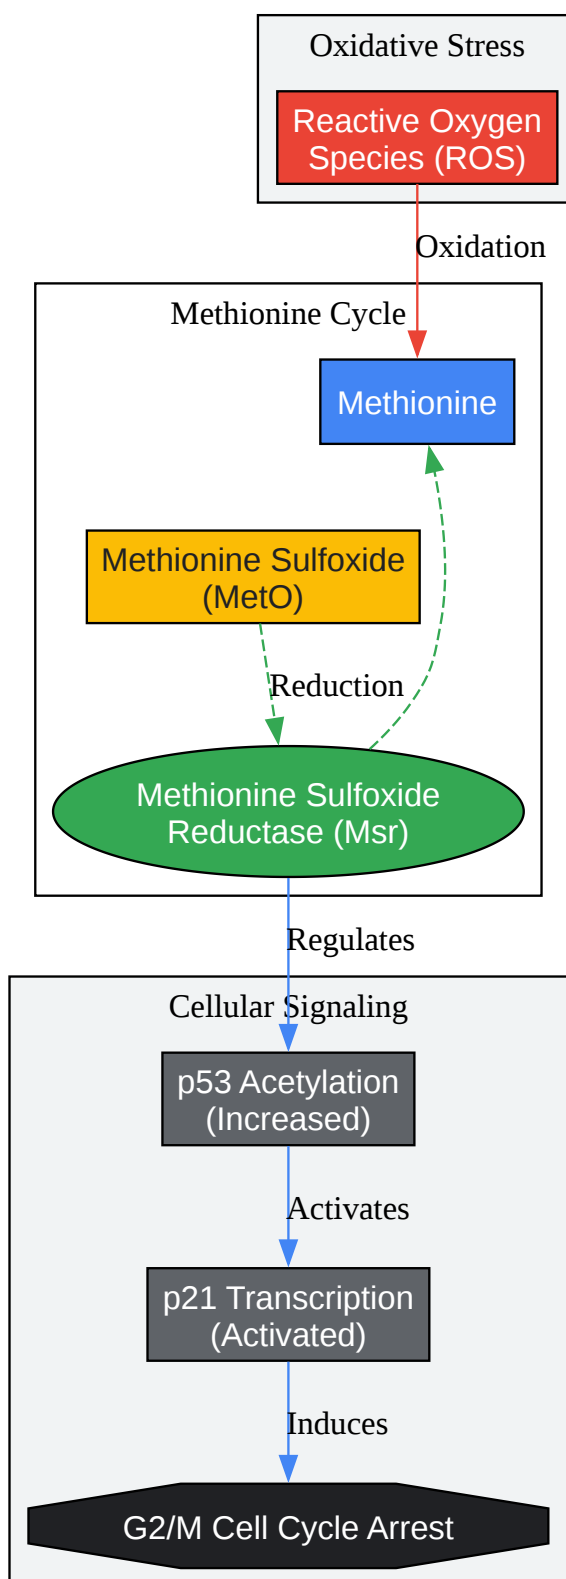 Oxidative Stress
Reactive Oxygen
Species (ROS)
Oxidation
Methionine Cycle
Methionine
Methionine Sulfoxide
(MetO)
Reduction
Methionine Sulfoxide
Reductase (Msr)
Regulates
Cellular Signaling
p53 Acetylation
(Increased)
Activates
p21 Transcription
(Activated)
Induces
G2/M Cell Cycle Arrest